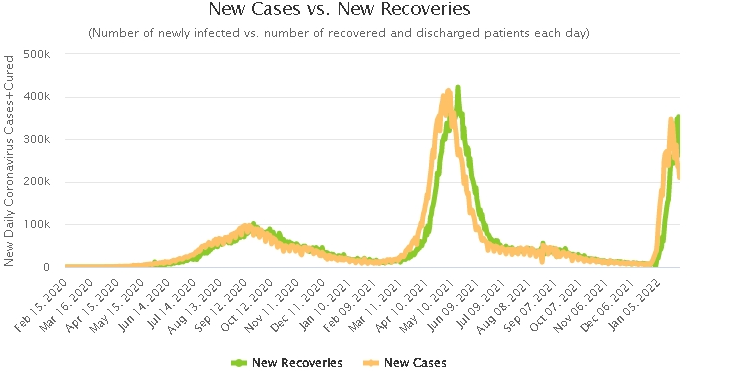 New Cases vs. New Recoveries
(Number of newly infected vs. number of recovered and discharged patients each day)
New Daily Coronavirus Cases+Cured
500k
400k
300k
200k
100k
0
Feb 15, 2020
Mar 16, 2020
Apr 15, 2020
May 15, 2020
Jun 14, 2020
Jul 14, 2020
Aug 13, 2020
Sep 12, 2020
Oct 12, 2020
Nov 11, 2020
Dec 11, 2020
Jan 10, 2021
Feb 09, 2021
Mar 11, 2021
Apr 10, 2021
May 10, 2021
Jun 09, 2021
Jul 09, 2021
Aug 08, 2021
Sep 07, 2021
Oct 07, 2021
Nov 06, 2021
Dec 06, 2021
Jan 05, 2022
New Recoveries
New Cases